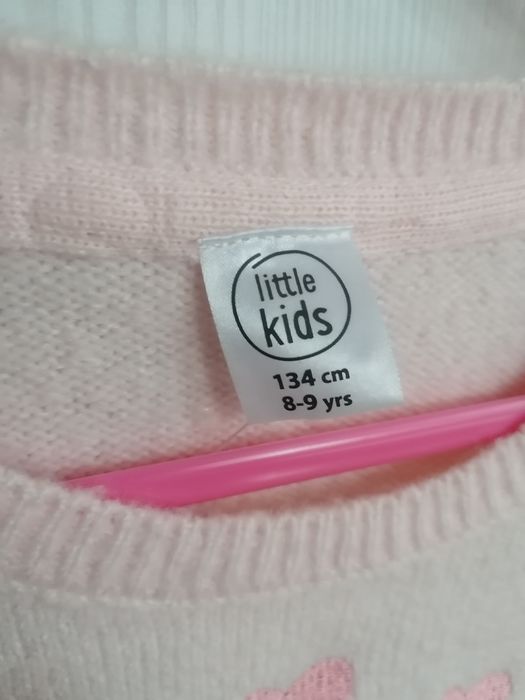 little
kids
134 cm
8-9 yrs